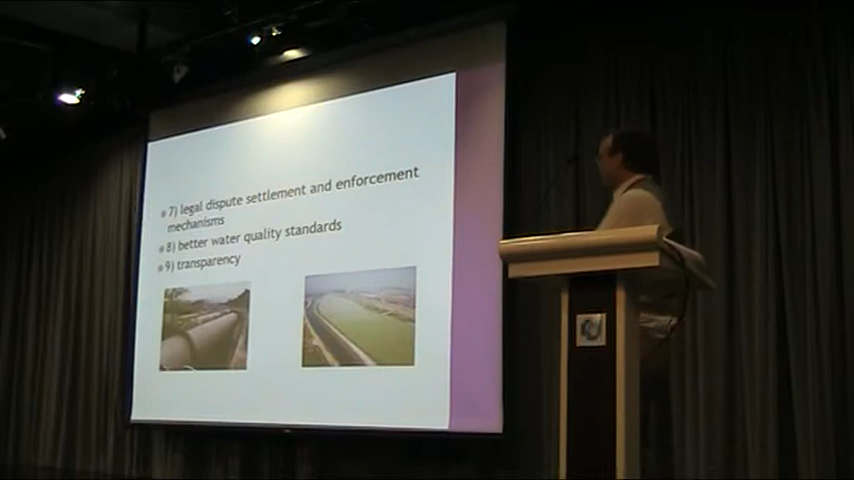 7) legal dispute settlement and enforcement
mechanisms
8) better water quality standards
9) transparency